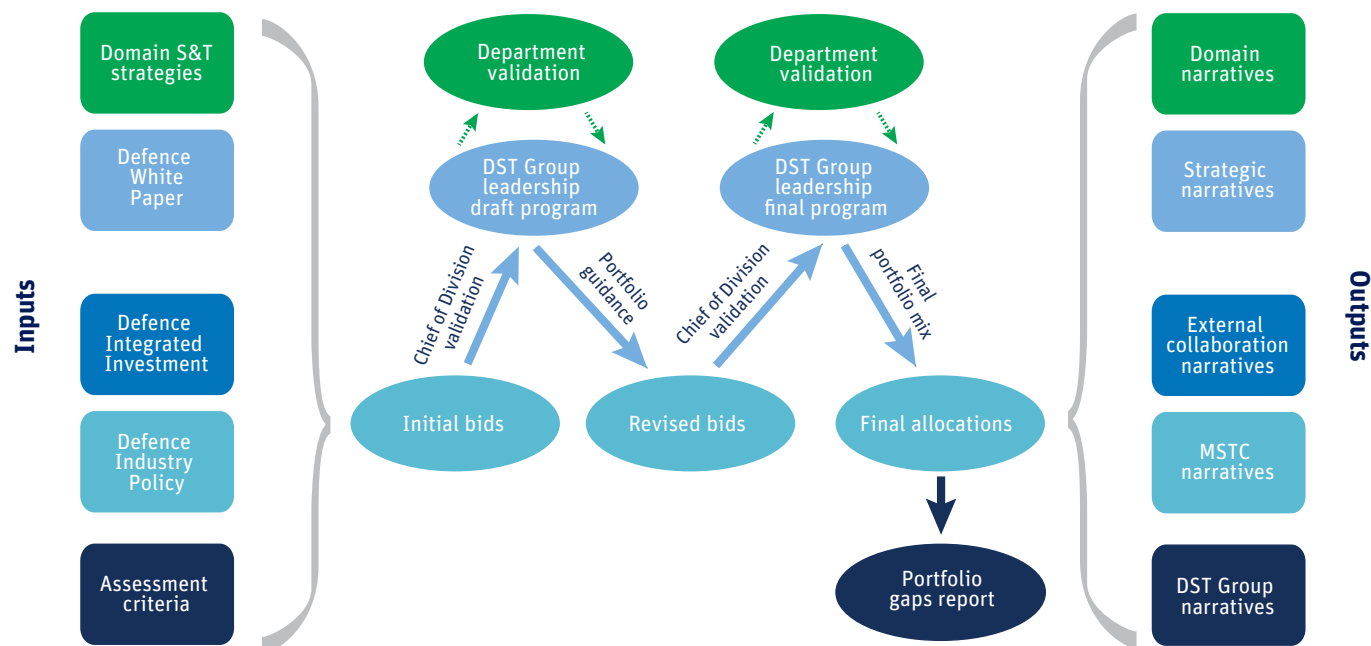 Inputs
Domain S&T
strategies
Defence
White
Paper
Defence
Integrated
Investment
Defence
Industry
Policy
Assessment
criteria
Department
validation
Department
validation
DST Group
leadership
draft program
DST Group
leadership
final program
Chief of Division
validation
Portfolio
guidance
Chief of Division
validation
Final
portfolio mix
Initial bids
Revised bids
Final allocations
Portfolio
gaps report
Domain
narratives
Strategic
narratives
External
collaboration
narratives
MSTC
narratives
DST Group
narratives
Outputs